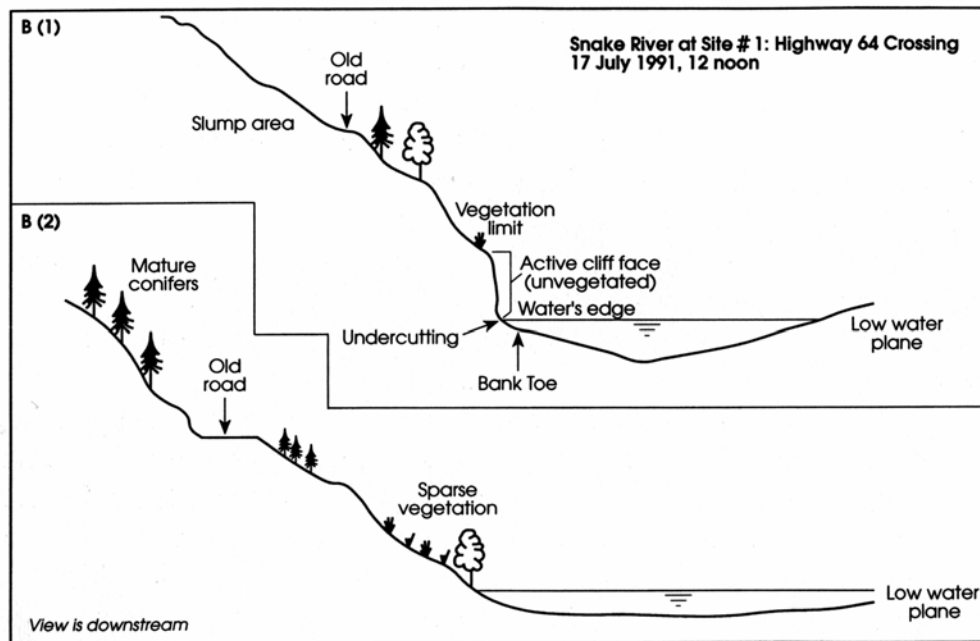 B (1)
Snake River at Site # 1: Highway 64 Crossing
17 July 1991, 12 noon
Old
road
Slump area
Vegetation
limit
Active cliff face
(unvegetated)
Water's edge
Undercutting
Bank Toe
Low water
plane
B (2)
Mature
conifers
Old
road
Sparse
vegetation
Low water
plane
View is downstream